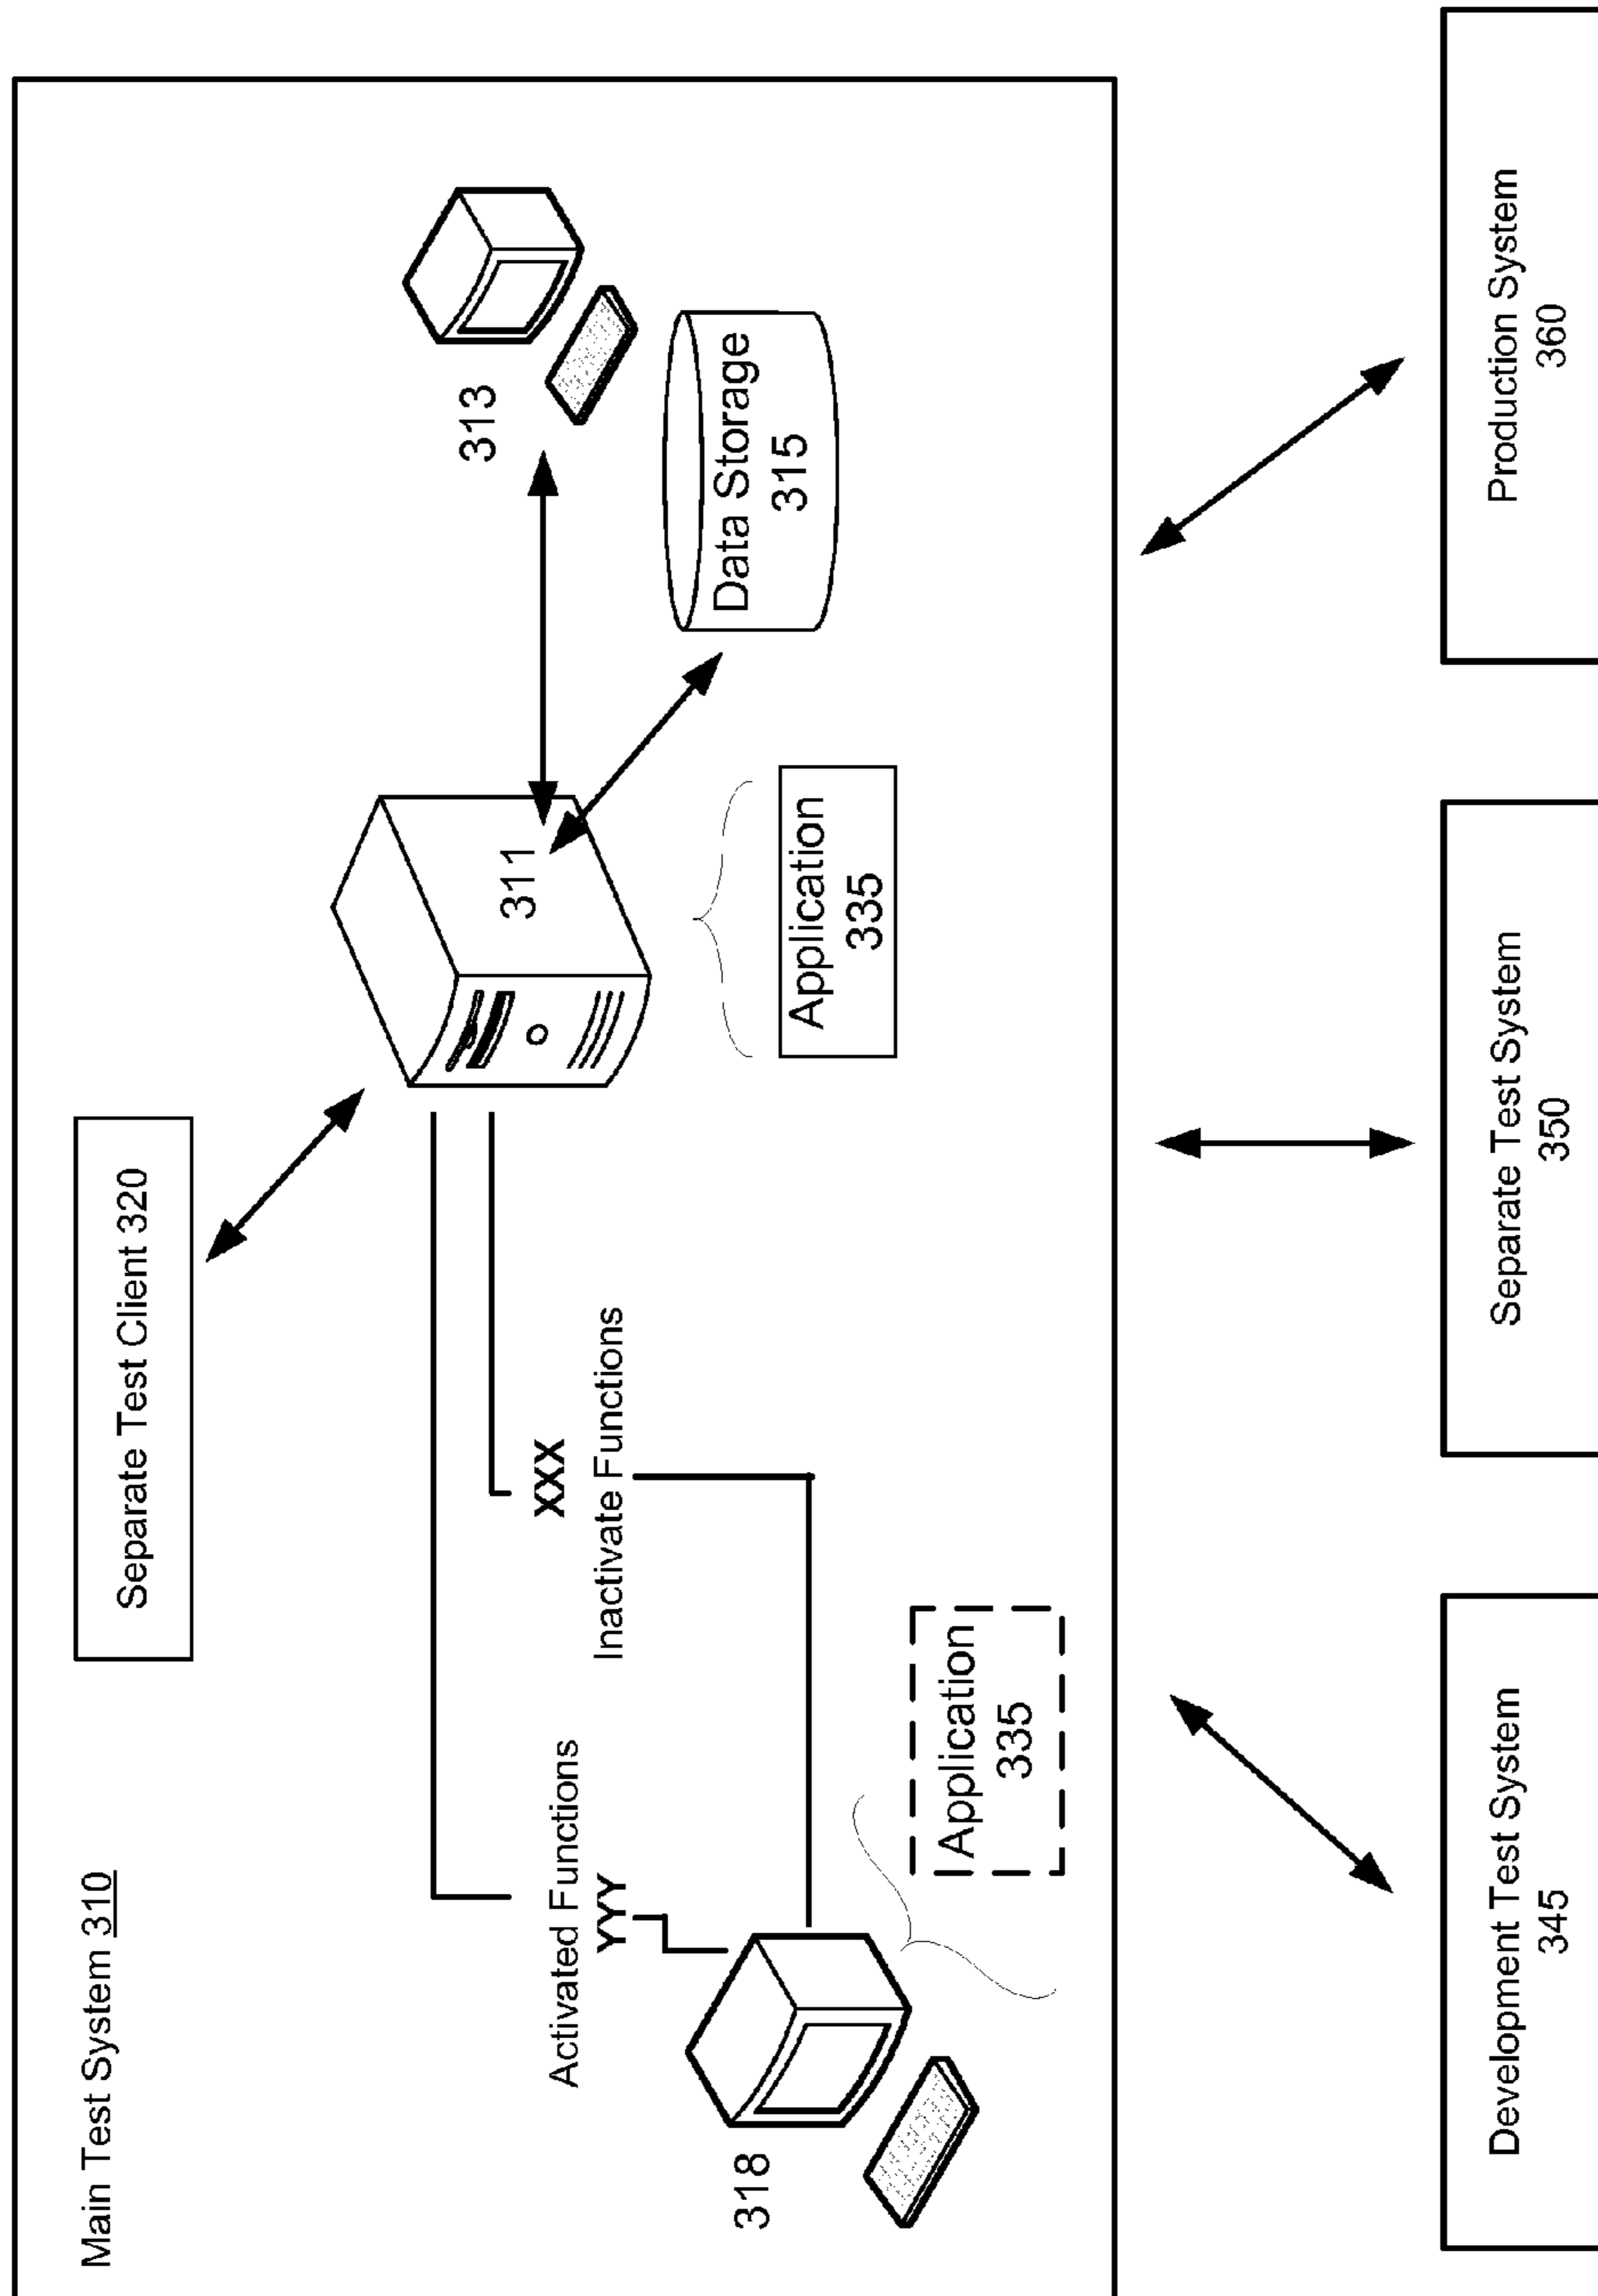 Main Test System 310
Separate Test Client 320
Activated Functions
YYY
XXX
Inactivate Functions
311
313
Data Storage
315
318
Application
335
Application
335
Development Test System
345
Separate Test System
350
Production System
360